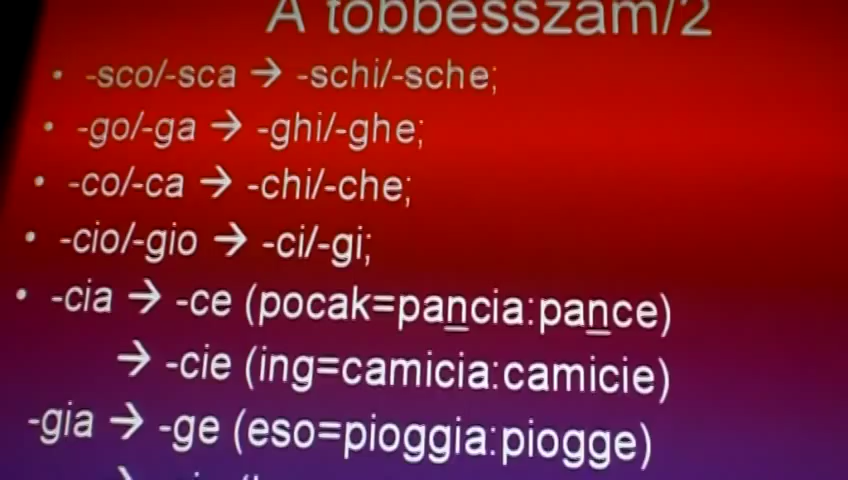 A többesszám/2
• -sco/-sca → -schi/-sche;
• -go/-ga → -ghi/-ghe;
• -co/-ca → -chi/-che;
• -cio/-gio → -ci/-gi;
• -cia → -ce (pocak=pancia:pance)
→ -cie (ing=camicia:camicie)
-gia → -ge (eso=pioggia:piogge)